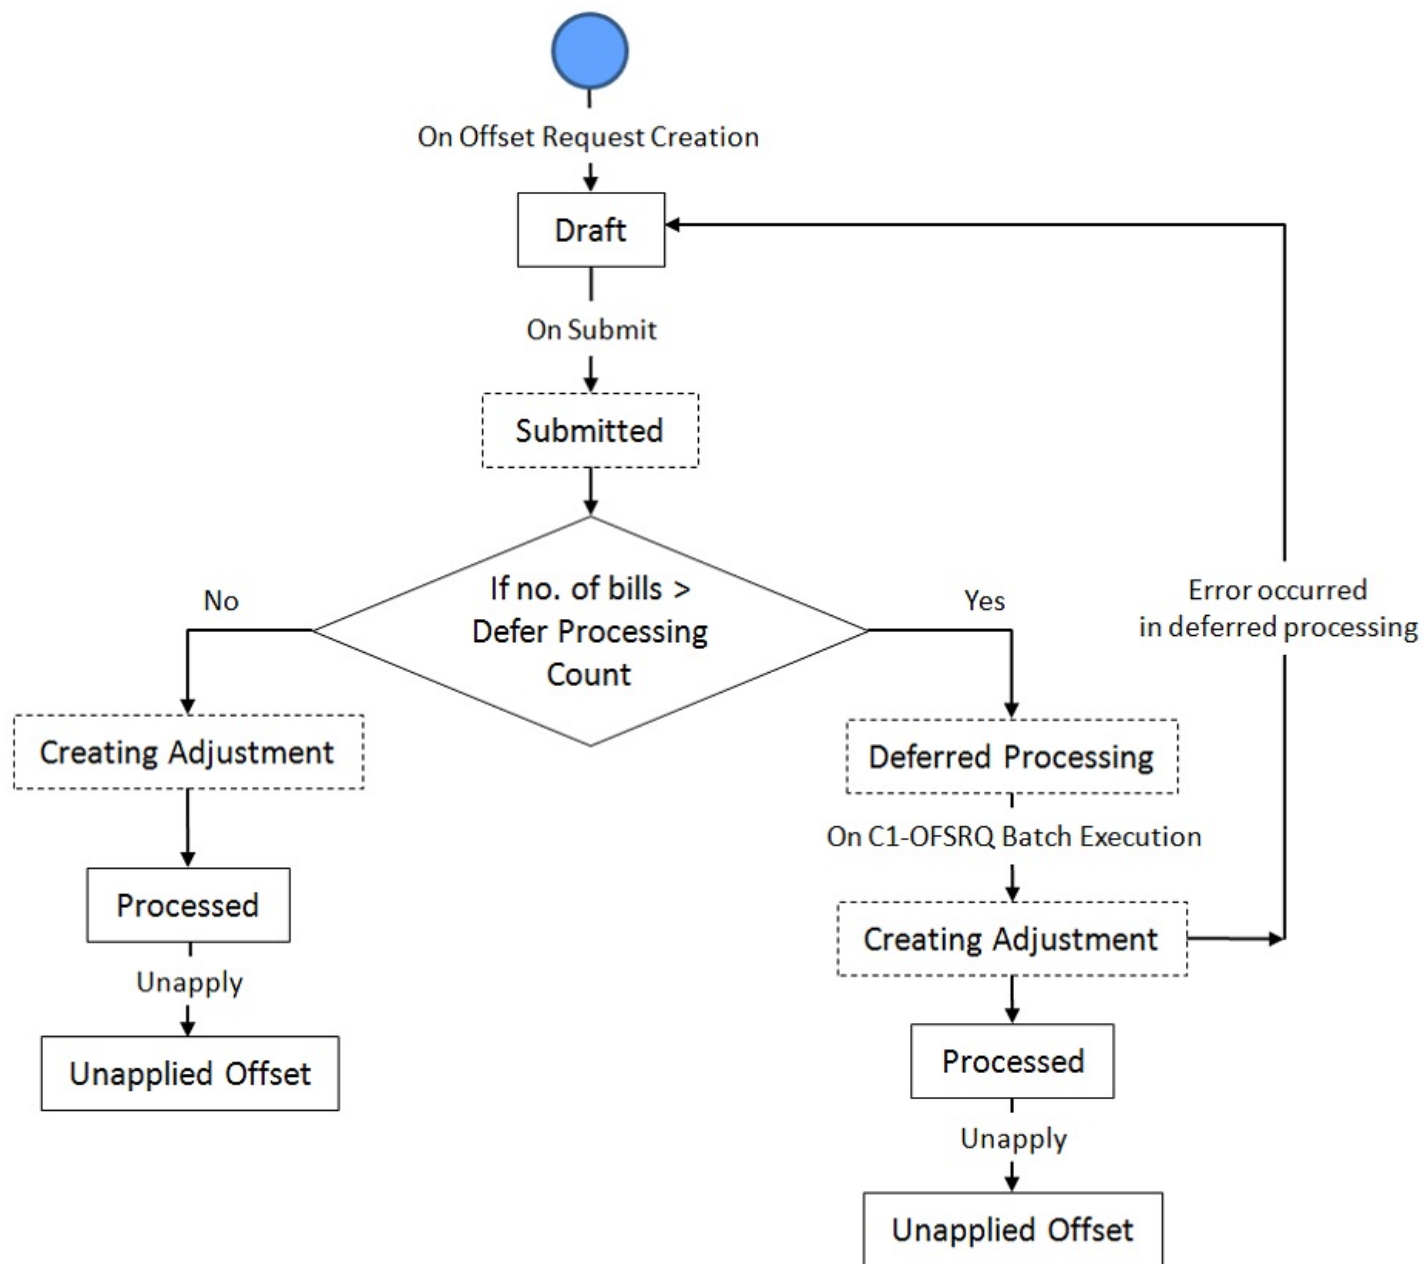 On Offset Request Creation
Draft
On Submit
Submitted
If no. of bills >
Defer Processing
Count
No
Yes
Error occurred
in deferred processing
Creating Adjustment
Deferred Processing
On C1-OFSRQ Batch Execution
Processed
Creating Adjustment
Unapply
Processed
Unapplied Offset
Unapply
Unapplied Offset